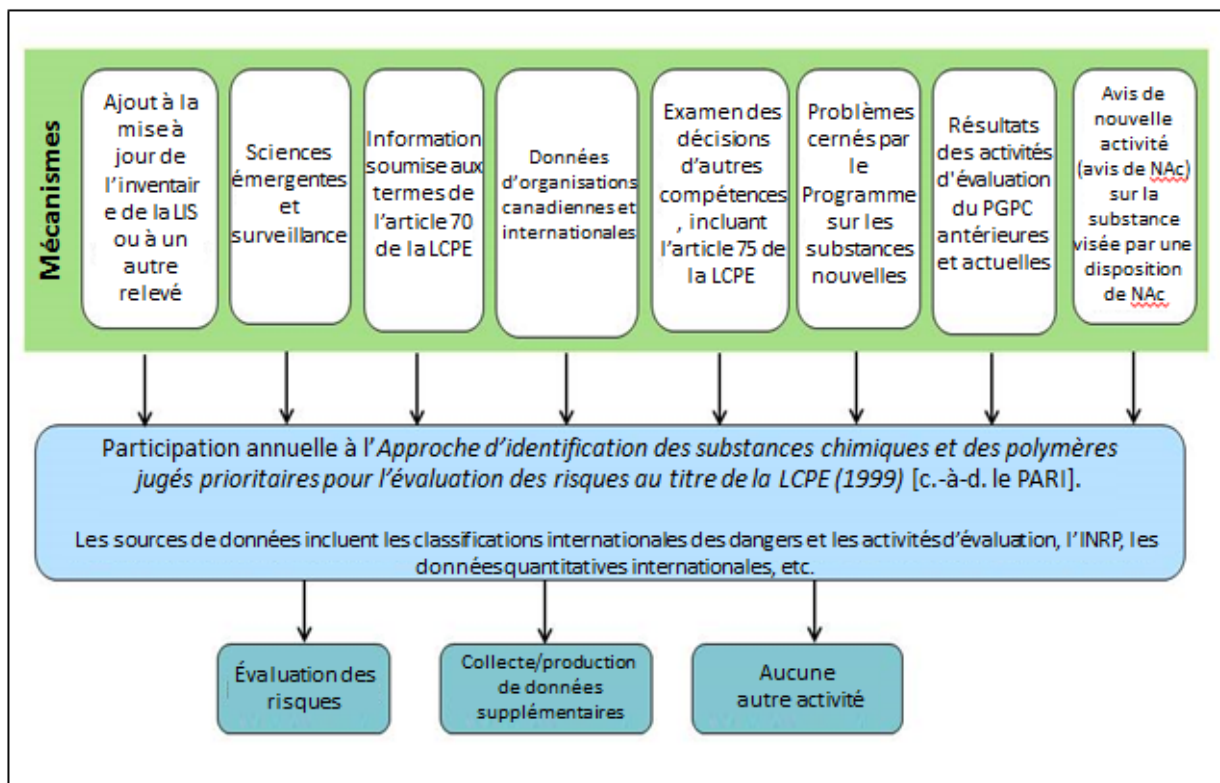 Mécanismes
Ajout à la
mise à
jour de
l'inventair
e de la LIS
ou à un
autre
relevé
Sciences
émergentes
et
surveillance
Information
soumise aux
termes de
l'article 70
de la LCPE
Données
d'organisations
canadiennes et
internationales
Examen des
décisions
d'autres
compétences
, incluant
l'article 75 de
la LCPE
Problèmes
cernés par
le
Programme
sur les
substances
nouvelles
Résultats
des activités
d'évaluation
du PGPC
antérieures
et actuelles
Avis de
nouvelle
activité
(avis de NAc)
sur la
substance
visée par une
disposition
de NAc
Participation annuelle à l'Approche d'identification des substances chimiques et des polymères
jugés prioritaires pour l'évaluation des risques au titre de la LCPE (1999) [c.-à-d. le PARI].
Les sources de données incluent les classifications internationales des dangers et les activités d'évaluation, l'INRP, les
données quantitatives internationales, etc.
Évaluation des
risques
Collecte/production
de données
supplémentaires
Aucune
autre activité